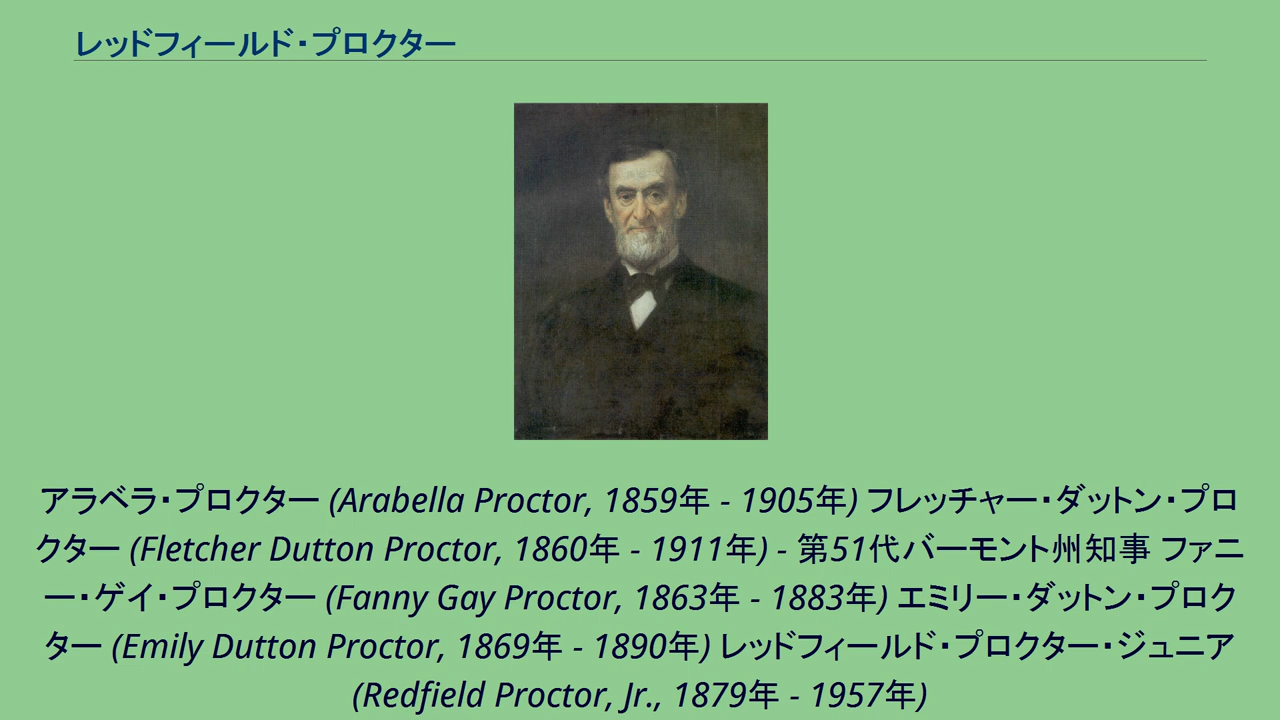 レッドフィールド・プロクター
アラベラ・プロクター (Arabella Proctor, 1859年 - 1905年) フレッチャー・ダットン・プロ
クター (Fletcher Dutton Proctor, 1860年 - 1911年) - 第51代バーモント州知事 ファニ
ー・ゲイ・プロクター (Fanny Gay Proctor, 1863年 - 1883年) エミリー・ダットン・プロク
ター (Emily Dutton Proctor, 1869年 - 1890年) レッドフィールド・プロクター・ジュニア
(Redfield Proctor, Jr., 1879年 - 1957年)